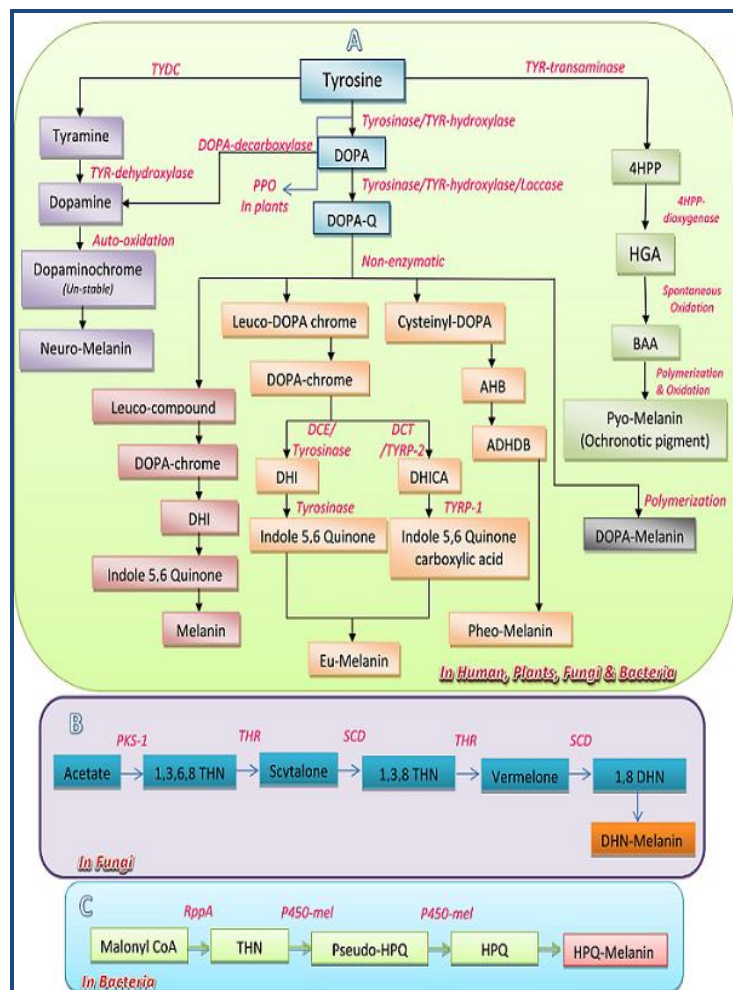 A
TYDC
Tyrosine
TYR-transaminase
Tyrosinase/TYR-hydroxylase
Tyramine
DOPA-decarboxylase
DOPA
4HPP
TYR-dehydroxylase
PPO
In plants
Tyrosinase/TYR-hydroxylase/Laccase
4HPP-
dioxygenase
Dopamine
DOPA-Q
Auto-oxidation
HGA
Dopaminochrome
(Un-stable)
Non-enzymatic
Spontaneous
Oxidation
Leuco-DOPA chrome
Cysteinyl-DOPA
Neuro-Melanin
BAA
Polymerization
& Oxidation
DOPA-chrome
AHB
Leuco-compound
Pyo-Melanin
(Ochronotic pigment)
DCE/
Tyrosinase
DCT
/TYRP-2
ADHDB
DOPA-chrome
DHI
DHICA
Tyrosinase
TYRP-1
Polymerization
DHI
Indole 5,6 Quinone
Indole 5,6 Quinone
carboxylic acid
DOPA-Melanin
Indole 5,6 Quinone
Melanin
Pheo-Melanin
Eu-Melanin
In Human, Plants, Fungi & Bacteria
B
PKS-1
THR
SCD
THR
SCD
Acetate
1,3,6,8 THN
Scytalone
1,3,8 THN
Vermelone
1,8 DHN
DHN-Melanin
In Fungi
C
RppA
P450-mel
P450-mel
Malonyl CoA
THN
Pseudo-HPQ
HPQ
HPQ-Melanin
In Bacteria